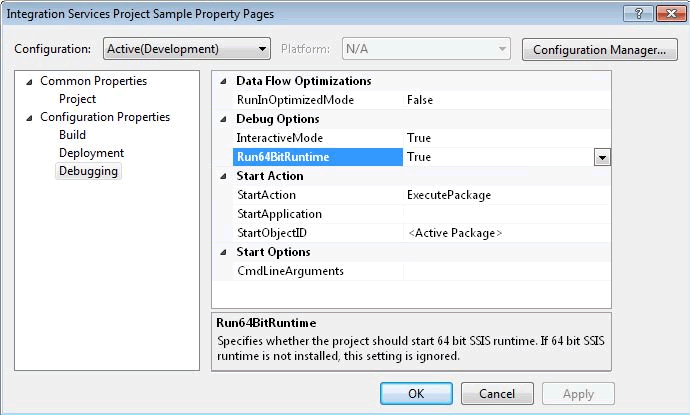 Integration Services Project Sample Property Pages
Configuration: Active(Development) Platform: N/A Configuration Manager...
Common Properties
Project
Configuration Properties
Build
Deployment
Debugging
Data Flow Optimizations
RunInOptimizedMode False
Debug Options
InteractiveMode True
Run64BitRuntime True
Start Action
StartAction ExecutePackage
StartApplication
StartObjectID <Active Package>
Start Options
CmdLineArguments
Run64BitRuntime
Specifies whether the project should start 64 bit SSIS runtime. If 64 bit SSIS
runtime is not installed, this setting is ignored.
OK Cancel Apply